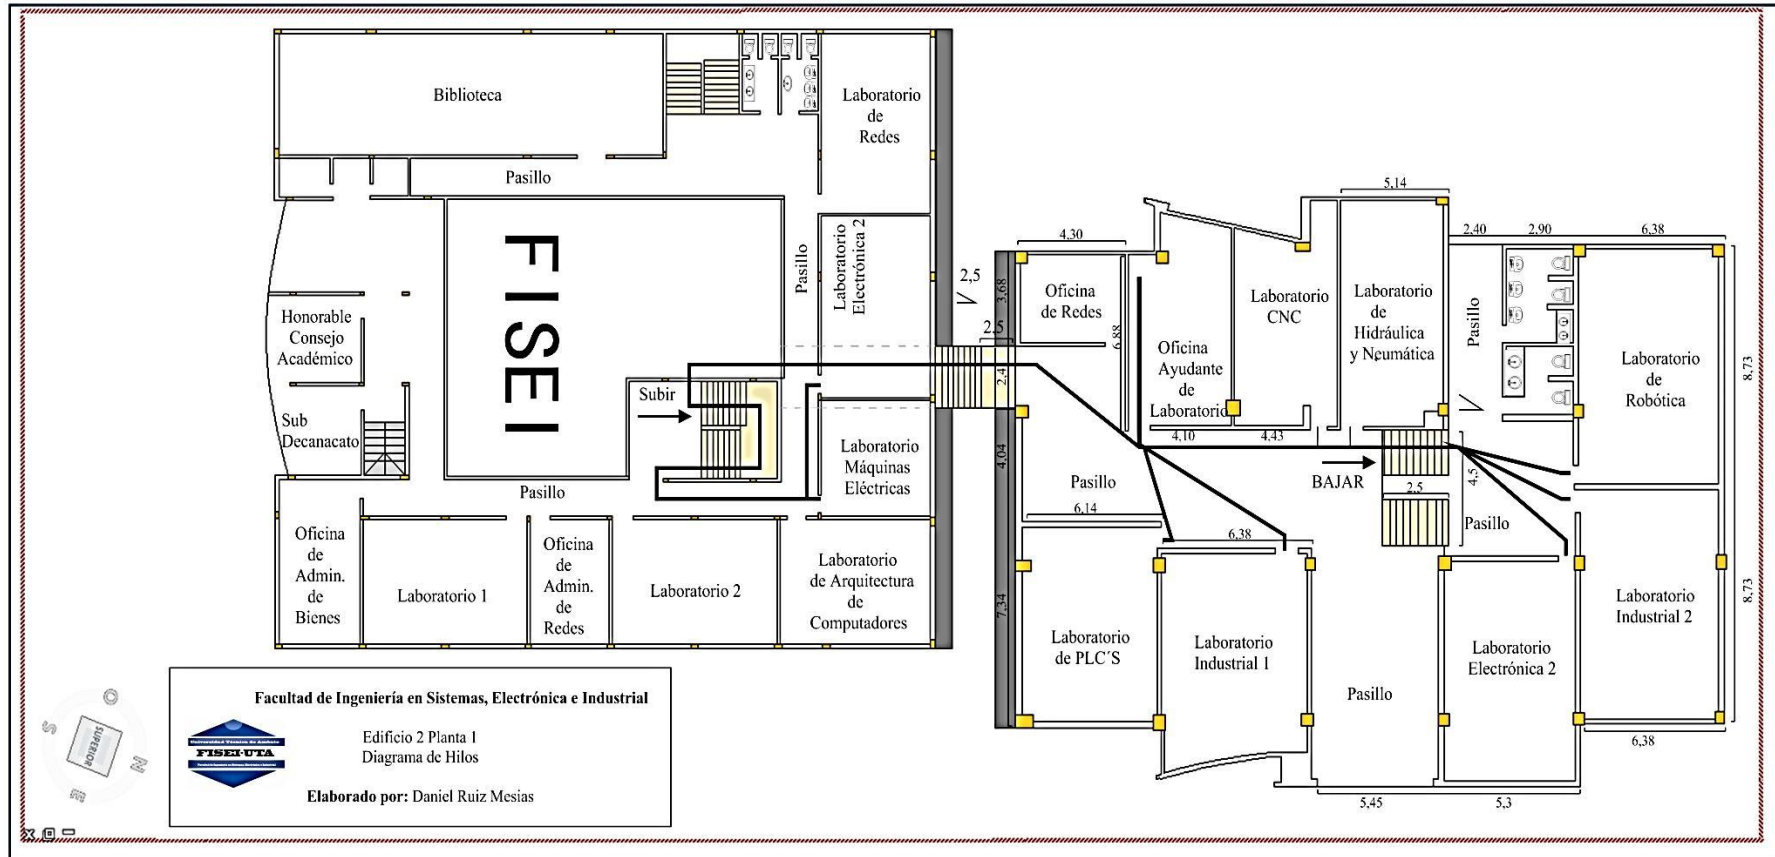 Biblioteca
Laboratorio
de
Redes
Pasillo
FISEI
Pasillo
Laboratorio
Electrónica 2
Honorable
Consejo
Académico
Sub
Decanacato
Subir
Laboratorio
Máquinas
Eléctricas
Pasillo
Oficina
de
Admin.
de
Bienes
Laboratorio 1
Oficina
de
Admin.
de
Redes
Laboratorio 2
Laboratorio
de Arquitectura
de
Computadores
2,5
2,5
2,4
3,68
4,04
7,34
4,30
Oficina
de Redes
6,88
Oficina
Ayudante
de
Laboratorio
4,10
Laboratorio
CNC
4,43
5,14
Laboratorio
de
Hidráulica
y Neumática
2,40
2,90
6,38
Pasillo
Laboratorio
de
Robótica
8,73
BAJAR
2,5
4,5
Pasillo
Pasillo
6,14
6,38
Laboratorio
de PLC´S
Laboratorio
Industrial 1
Pasillo
Laboratorio
Electrónica 2
Laboratorio
Industrial 2
8,73
6,38
5,45
5,3
Facultad de Ingeniería en Sistemas, Electrónica e Industrial
Universidad Técnica de Ambato
FISEI-UTA
Edificio 2 Planta 1
Diagrama de Hilos
Elaborado por: Daniel Ruiz Mesias
SUPERIOR
O
S
N
E